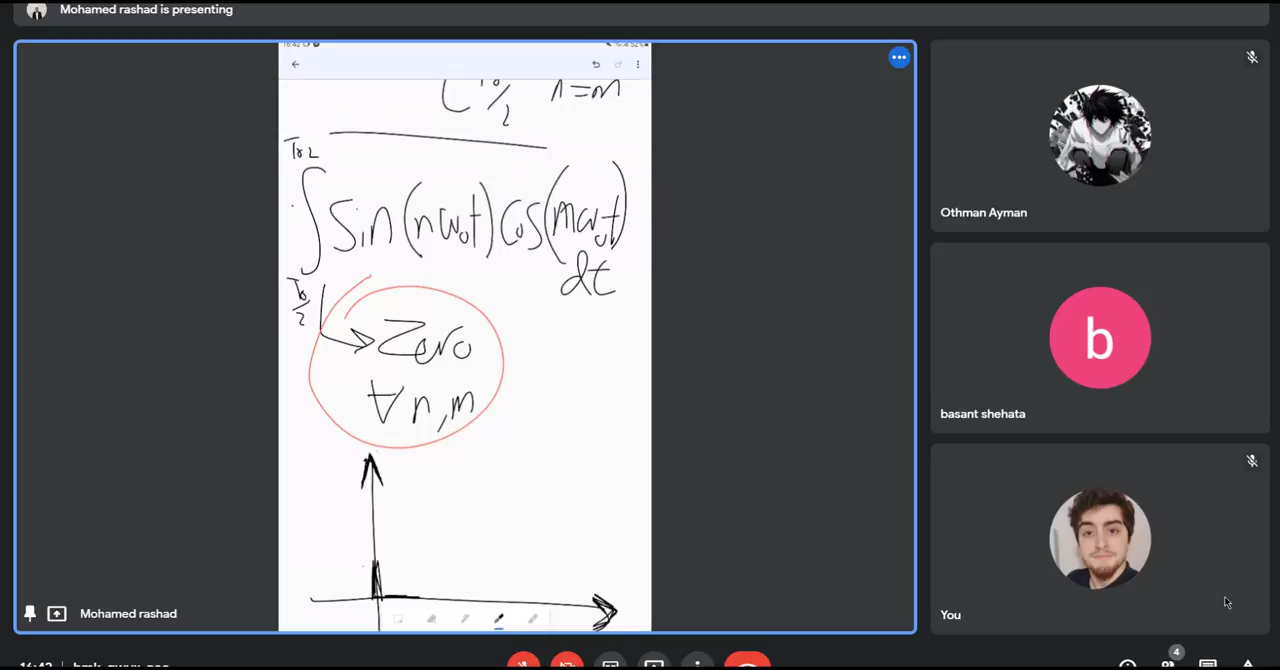 Mohamed rashad is presenting
n=m
T0/2
∫ Sin(nω₀t) Cos(mω₀t)
dt
T0/2
Zero
∀ n,m
Mohamed rashad
Othman Ayman
b
basant shehata
You
4